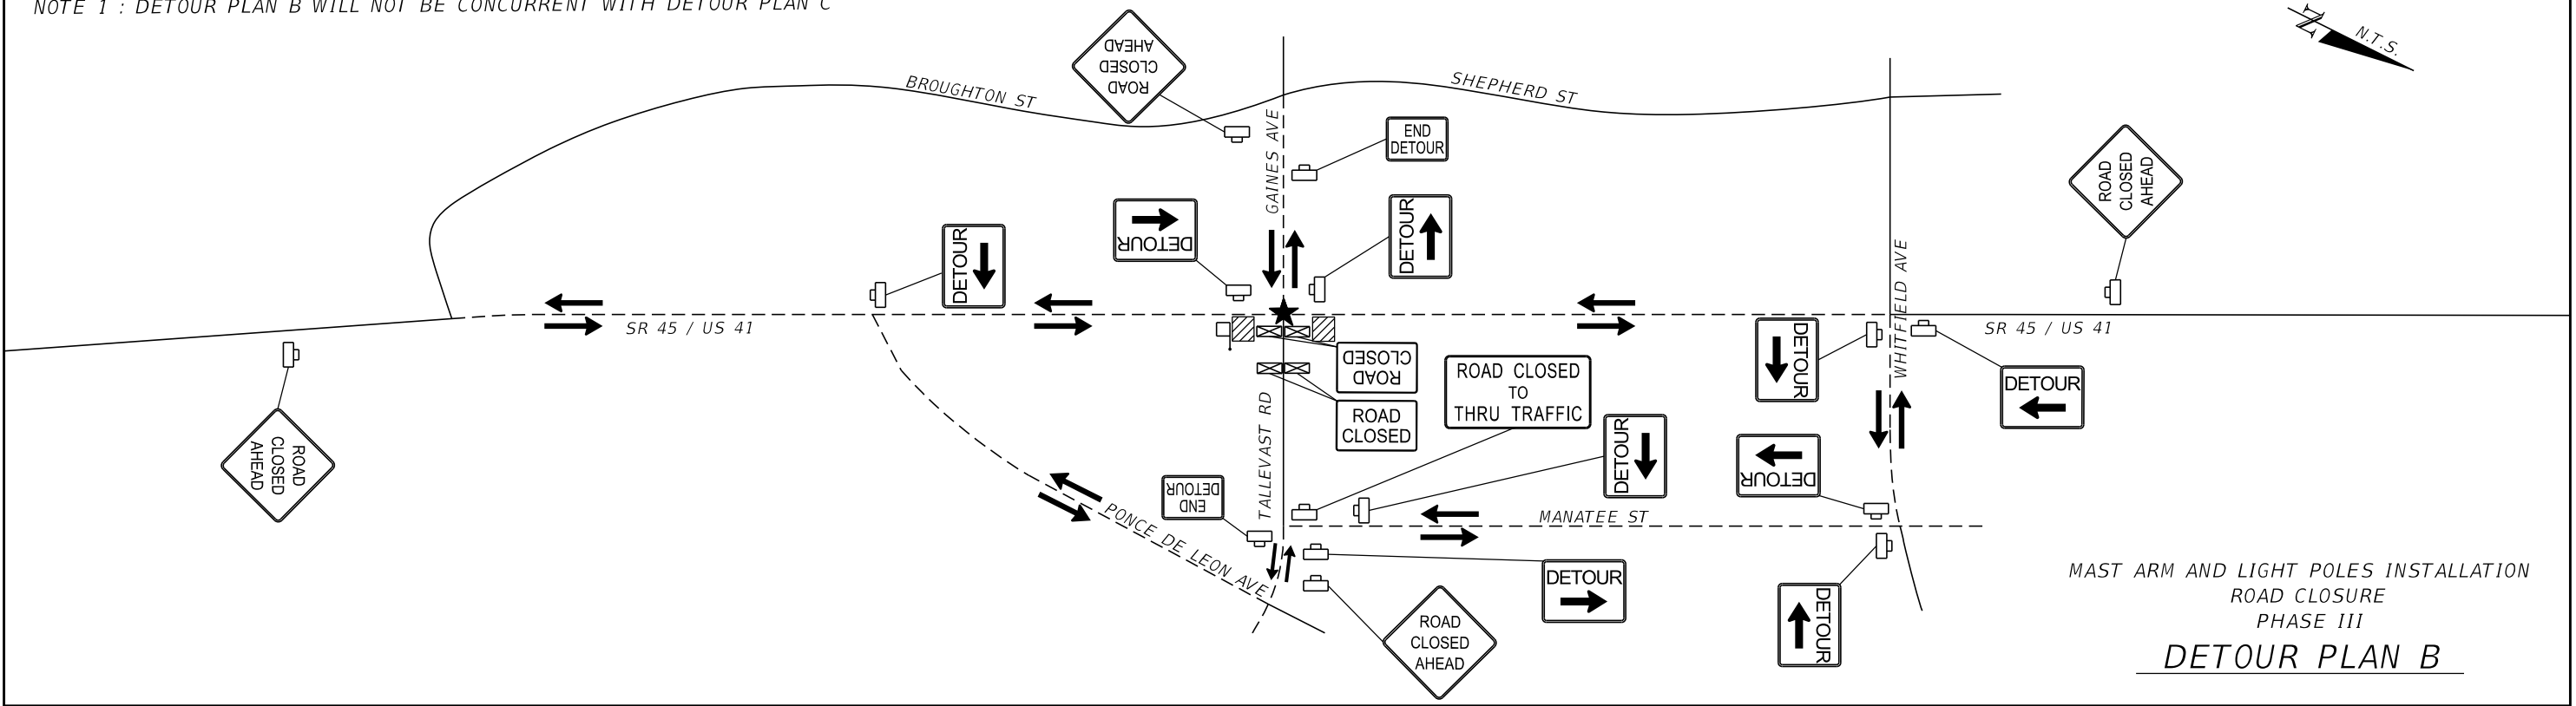 NOTE 1 : DETOUR PLAN B WILL NOT BE CONCURRENT WITH DETOUR PLAN C
N
N.T.S.
ROAD
CLOSED
AHEAD
BROUGHTON ST
SHEPHERD ST
GAINES AVE
END
DETOUR
ROAD
CLOSED
AHEAD
DETOUR
DETOUR
DETOUR
WHITFIELD AVE
SR 45 / US 41
SR 45 / US 41
DETOUR
DETOUR
ROAD
CLOSED
ROAD
CLOSED
ROAD CLOSED
TO
THRU TRAFFIC
TALLEVAST RD
ROAD
CLOSED
AHEAD
DETOUR
DETOUR
END
DETOUR
MANATEE ST
PONCE DE LEON AVE
DETOUR
DETOUR
ROAD
CLOSED
AHEAD
MAST ARM AND LIGHT POLES INSTALLATION
ROAD CLOSURE
PHASE III
DETOUR PLAN B